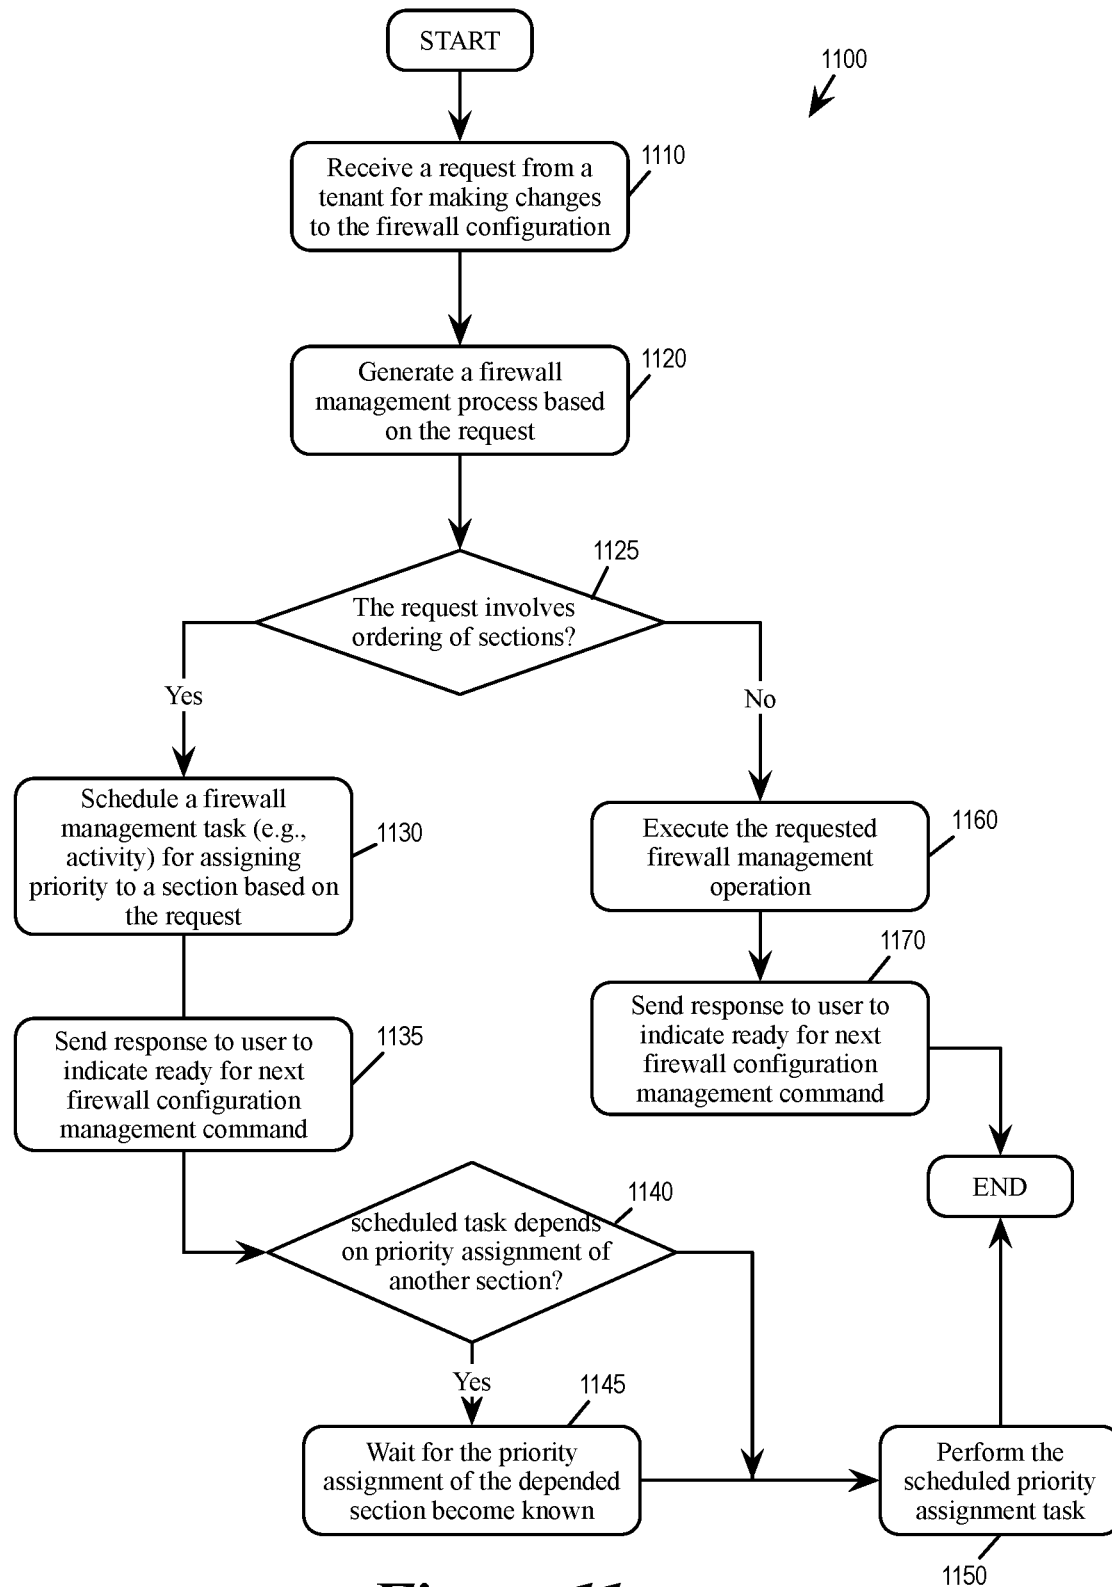 START
1100
Receive a request from a
tenant for making changes
to the firewall configuration
1110
Generate a firewall
management process based
on the request
1120
The request involves
ordering of sections?
1125
Yes
No
Schedule a firewall
management task (e.g.,
activity) for assigning
priority to a section based on
the request
1130
Execute the requested
firewall management
operation
1160
Send response to user to
indicate ready for next
firewall configuration
management command
1170
Send response to user to
indicate ready for next
firewall configuration
management command
1135
END
scheduled task depends
on priority assignment of
another section?
1140
Yes
Wait for the priority
assignment of the depended
section become known
1145
Perform the
scheduled priority
assignment task
1150